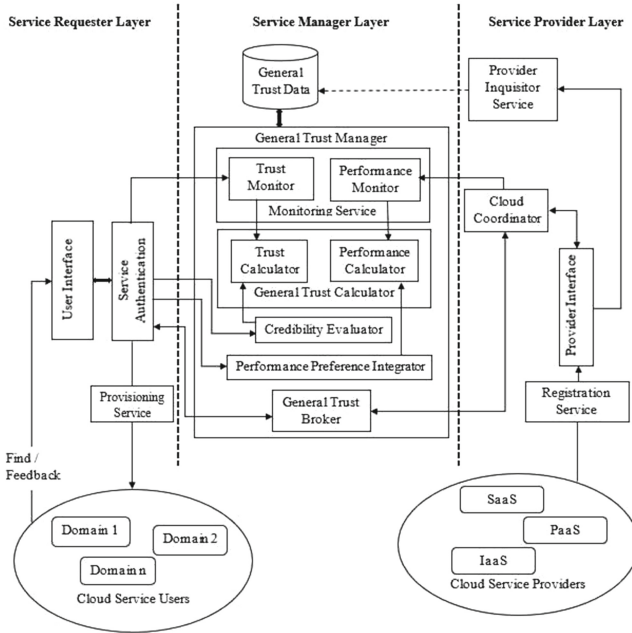 Service Requester Layer
Service Manager Layer
Service Provider Layer
General
Trust Data
Provider
Inquisitor
Service
General Trust Manager
Trust
Monitor
Performance
Monitor
Monitoring Service
Cloud
Coordinator
User Interface
Service
Authentication
Trust
Calculator
Performance
Calculator
General Trust Calculator
Provider Interface
Credibility Evaluator
Performance Preference Integrator
Provisioning
Service
General Trust
Broker
Registration
Service
Find /
Feedback
Domain 1
Domain 2
Domain n
Cloud Service Users
SaaS
PaaS
IaaS
Cloud Service Providers